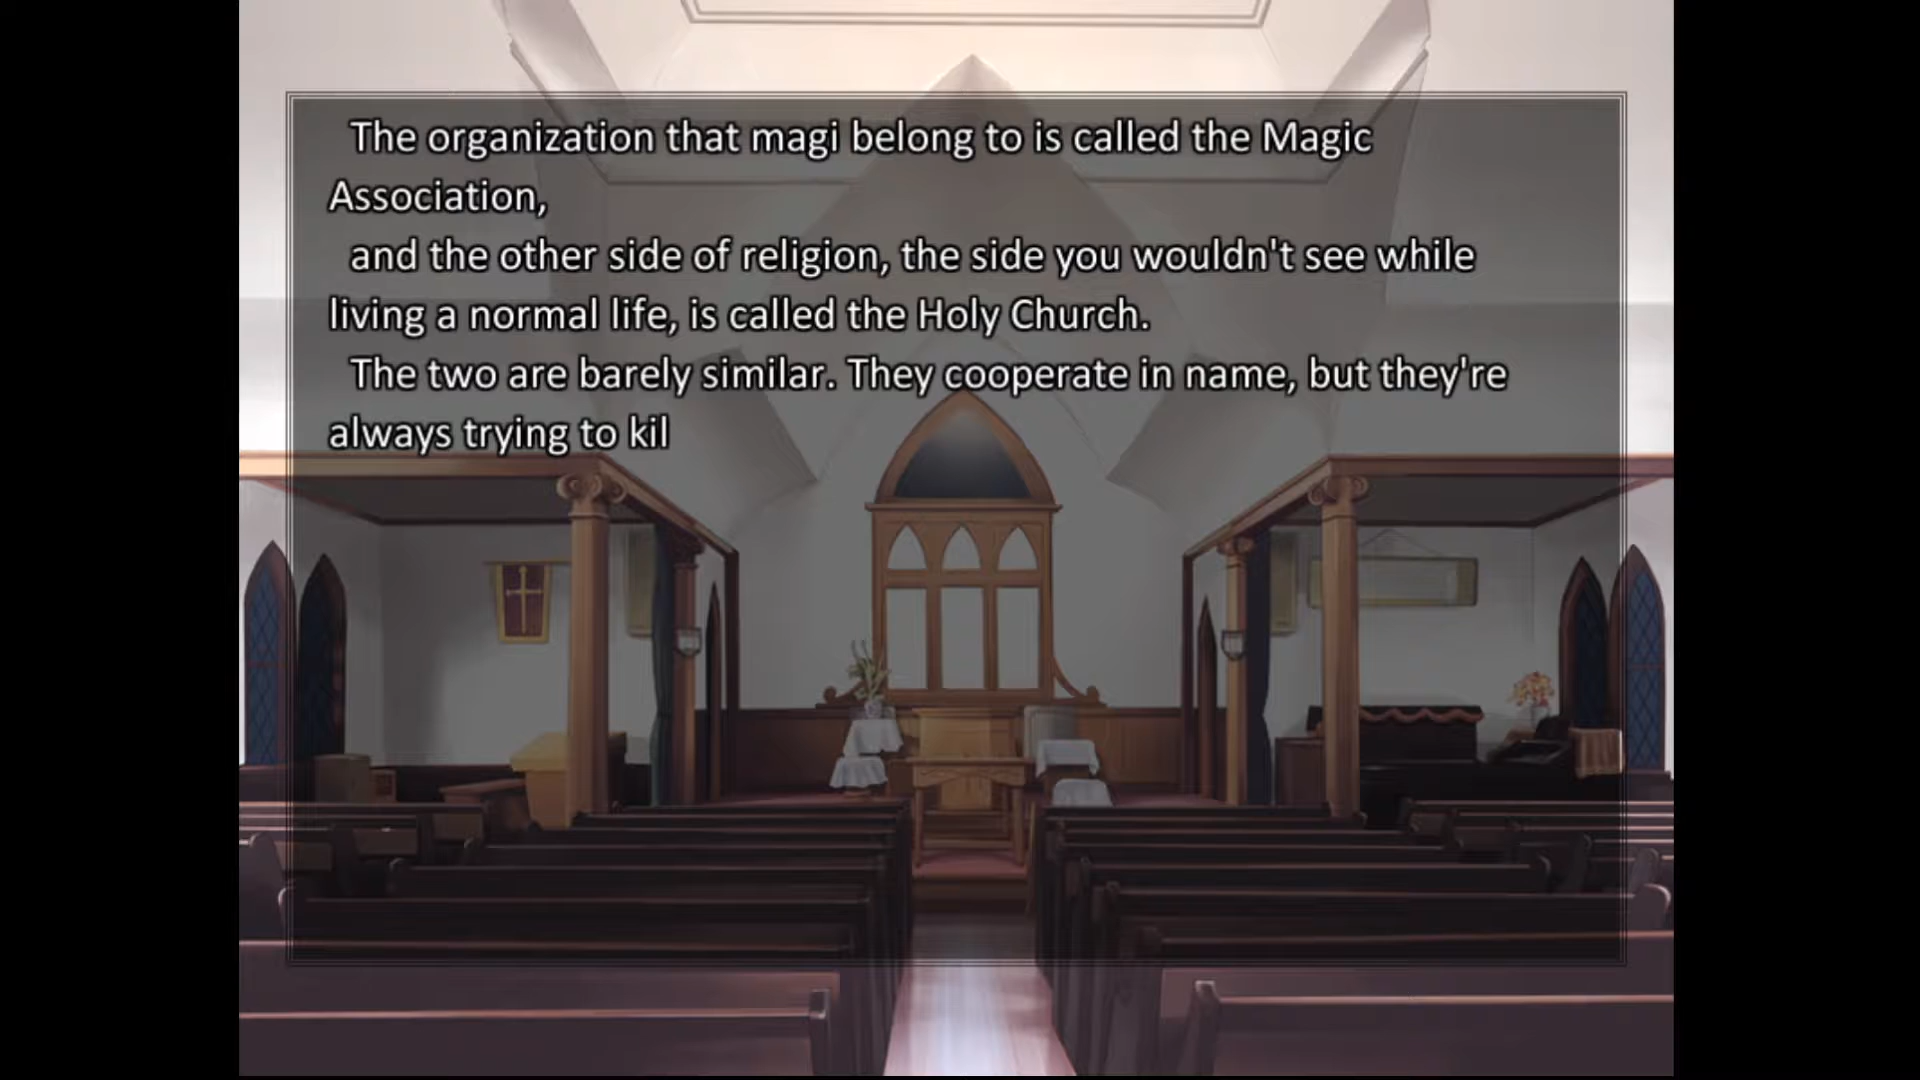 The organization that magi belong to is called the Magic
Association,
and the other side of religion, the side you wouldn't see while
living a normal life, is called the Holy Church.
The two are barely similar. They cooperate in name, but they're
always trying to kil